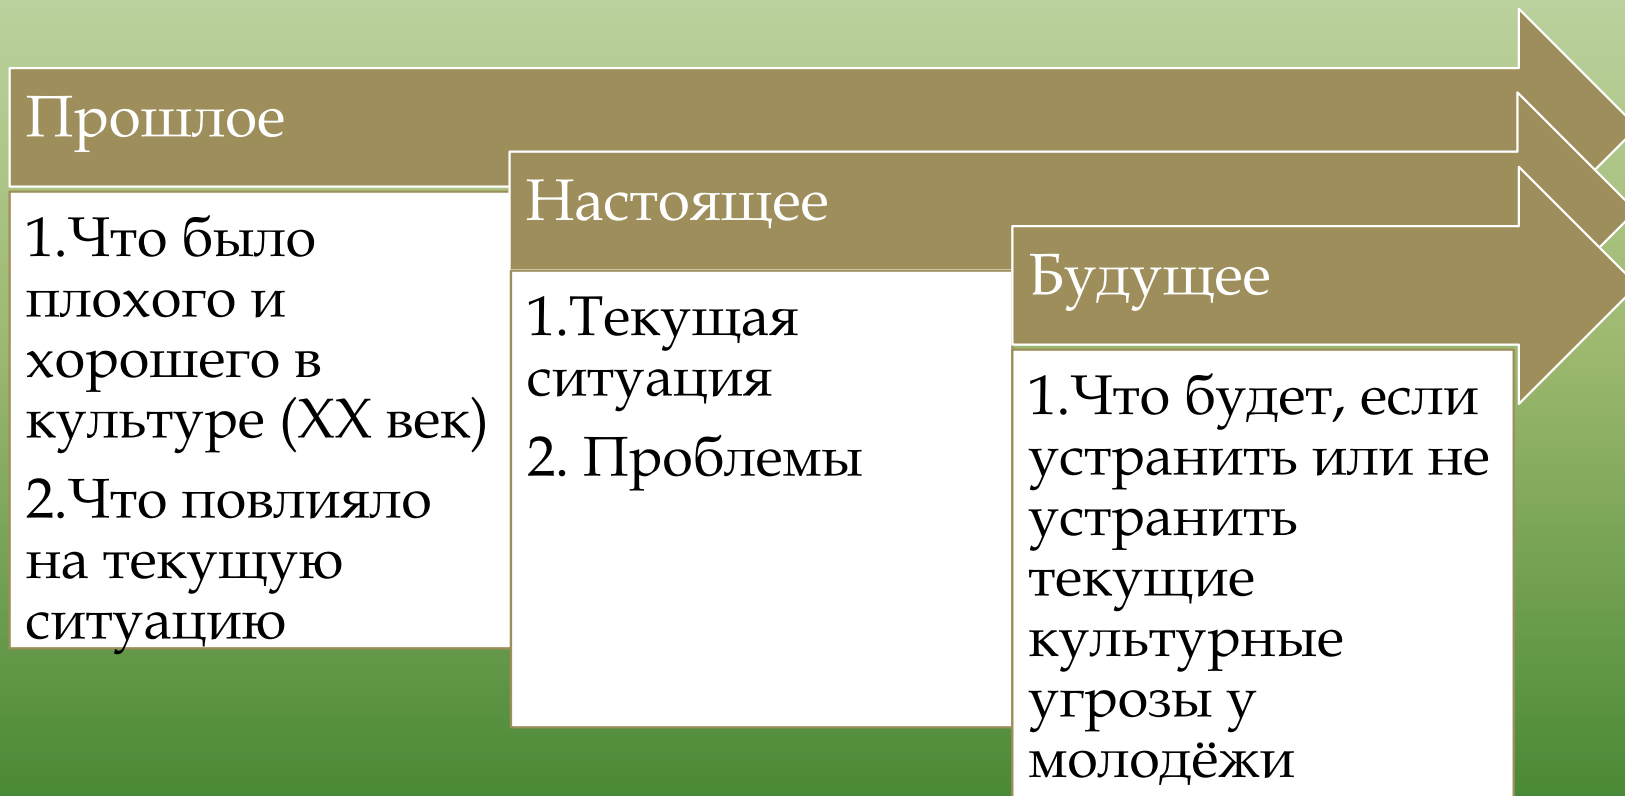 Прошлое
1.Что было
плохого и
хорошего в
культуре (XX век)
2.Что повлияло
на текущую
ситуацию
Настоящее
1.Текущая
ситуация
2. Проблемы
Будущее
1.Что будет, если
устранить или не
устранить
текущие
культурные
угрозы у
молодёжи